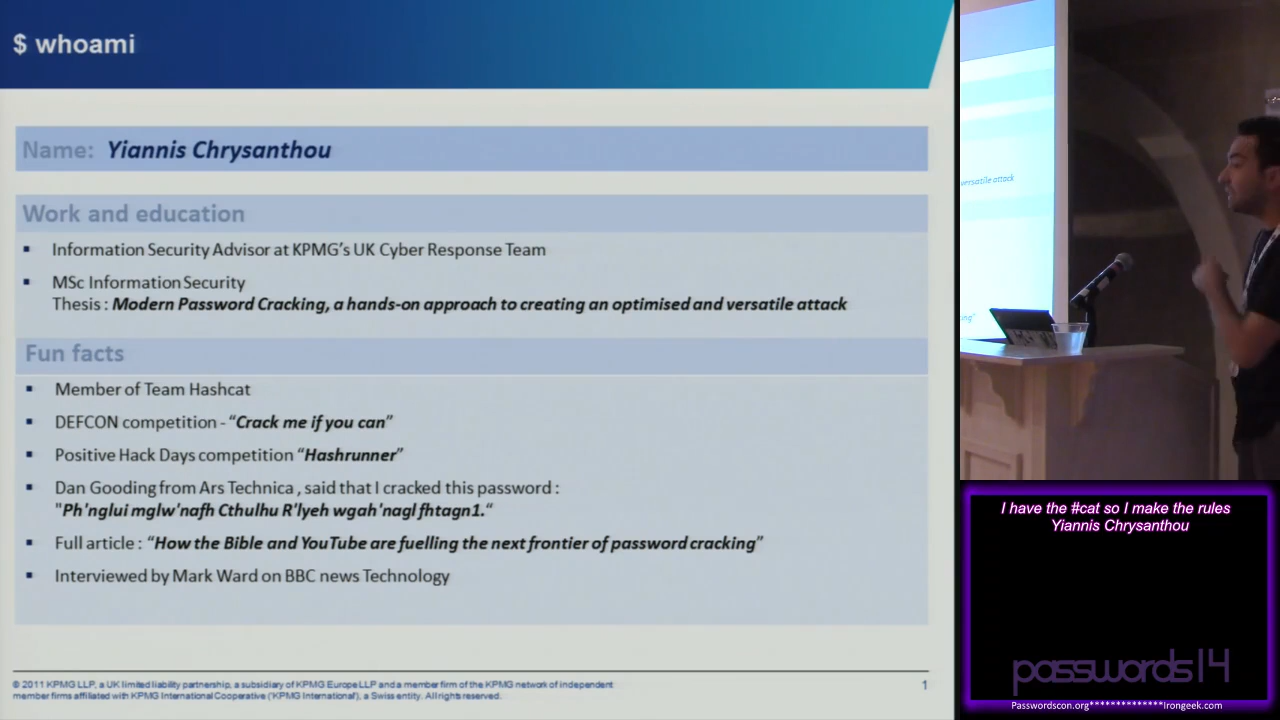 $ whoami
Name: Yiannis Chrysanthou
Work and education
Information Security Advisor at KPMG's UK Cyber Response Team
MSc Information Security
Thesis : Modern Password Cracking, a hands-on approach to creating an optimised and versatile attack
Fun facts
Member of Team Hashcat
DEFCON competition - “Crack me if you can”
Positive Hack Days competition “Hashrunner”
Dan Gooding from Ars Technica , said that I cracked this password :
"Ph'nglui mglw'nafh Cthulhu R'lyeh wgah'nagl fhtagn1.“
Full article : “How the Bible and YouTube are fuelling the next frontier of password cracking”
Interviewed by Mark Ward on BBC news Technology
© 2011 KPMG LLP, a UK limited liability partnership, a subsidiary of KPMG Europe LLP and a member firm of the KPMG network of independent
member firms affiliated with KPMG International Cooperative ('KPMG International'), a Swiss entity. All rights reserved.
1
versatile attack
I have the #cat so I make the rules
Yiannis Chrysanthou
passwords14
Passwordscon.org**************Irongeek.com